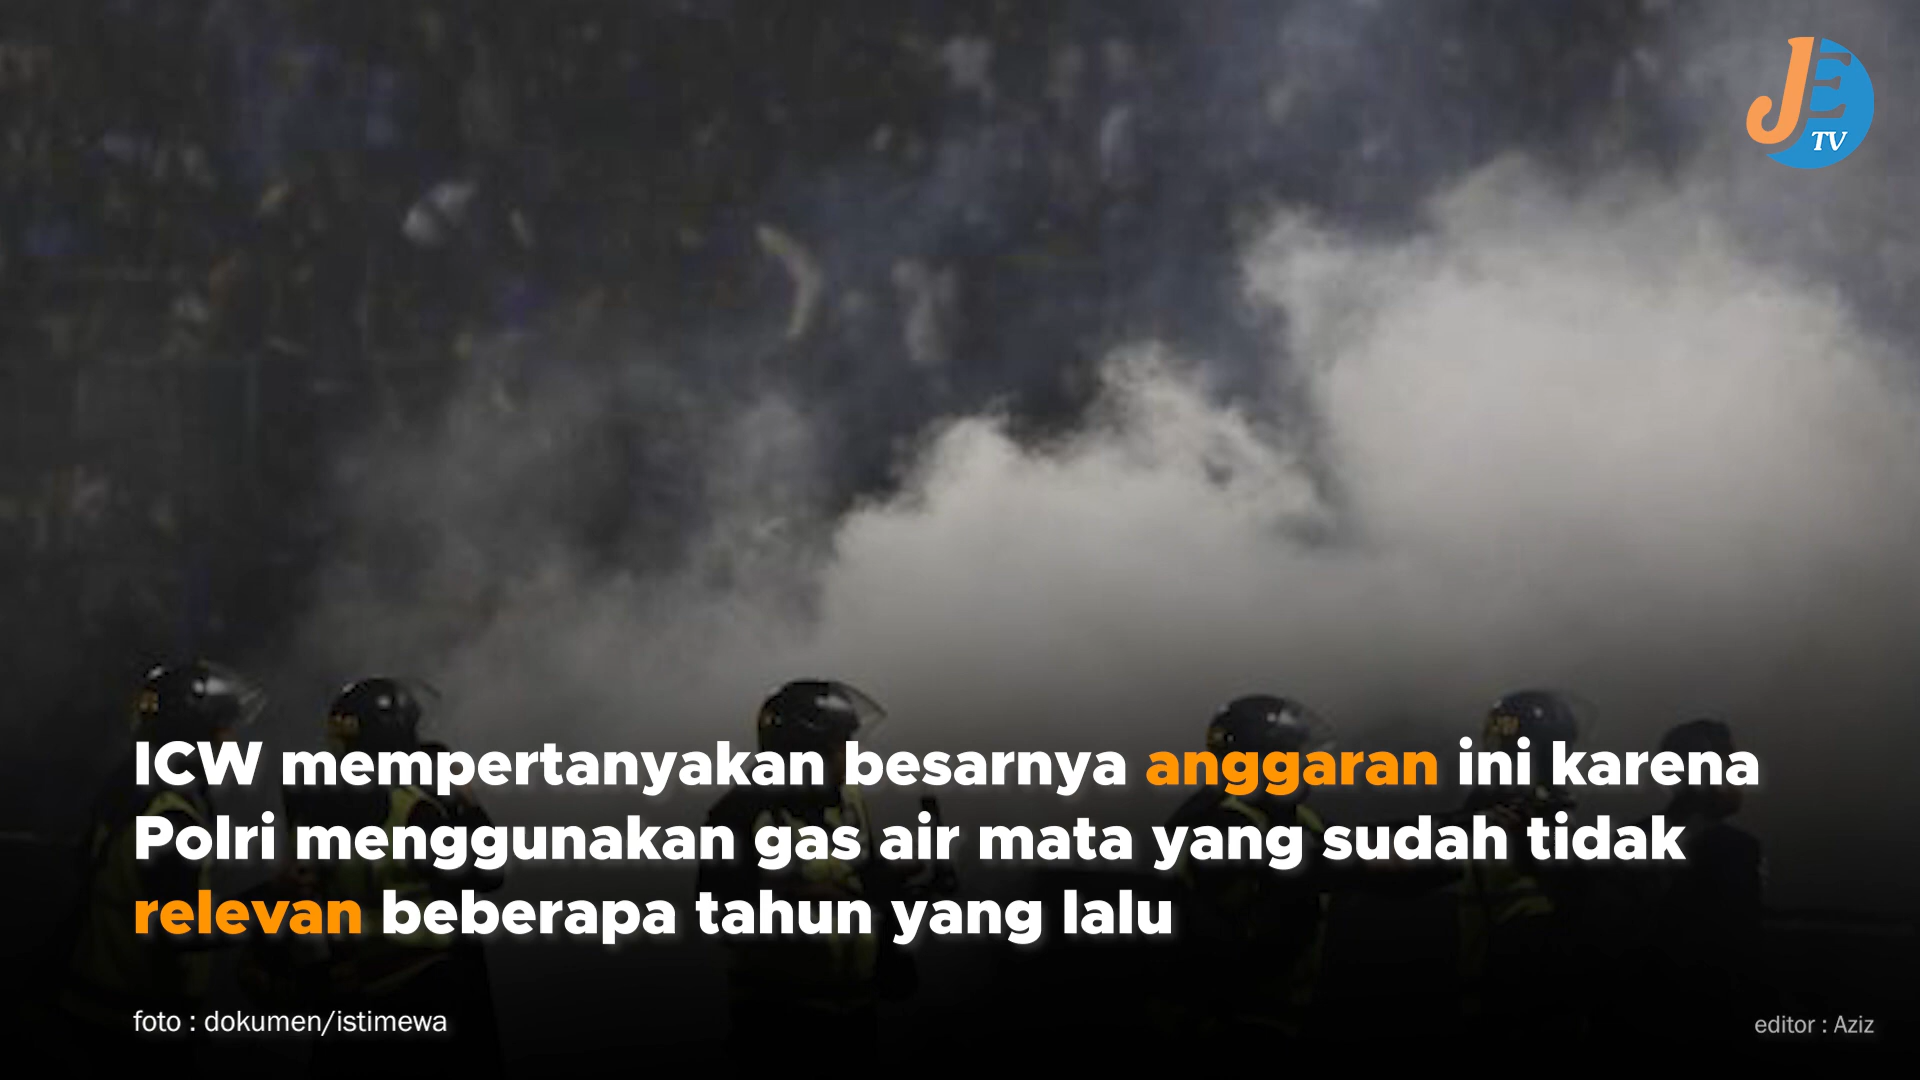 JE
TV
ICW mempertanyakan besarnya anggaran ini karena
Polri menggunakan gas air mata yang sudah tidak
relevan beberapa tahun yang lalu
foto : dokumen/istimewa
editor : Aziz